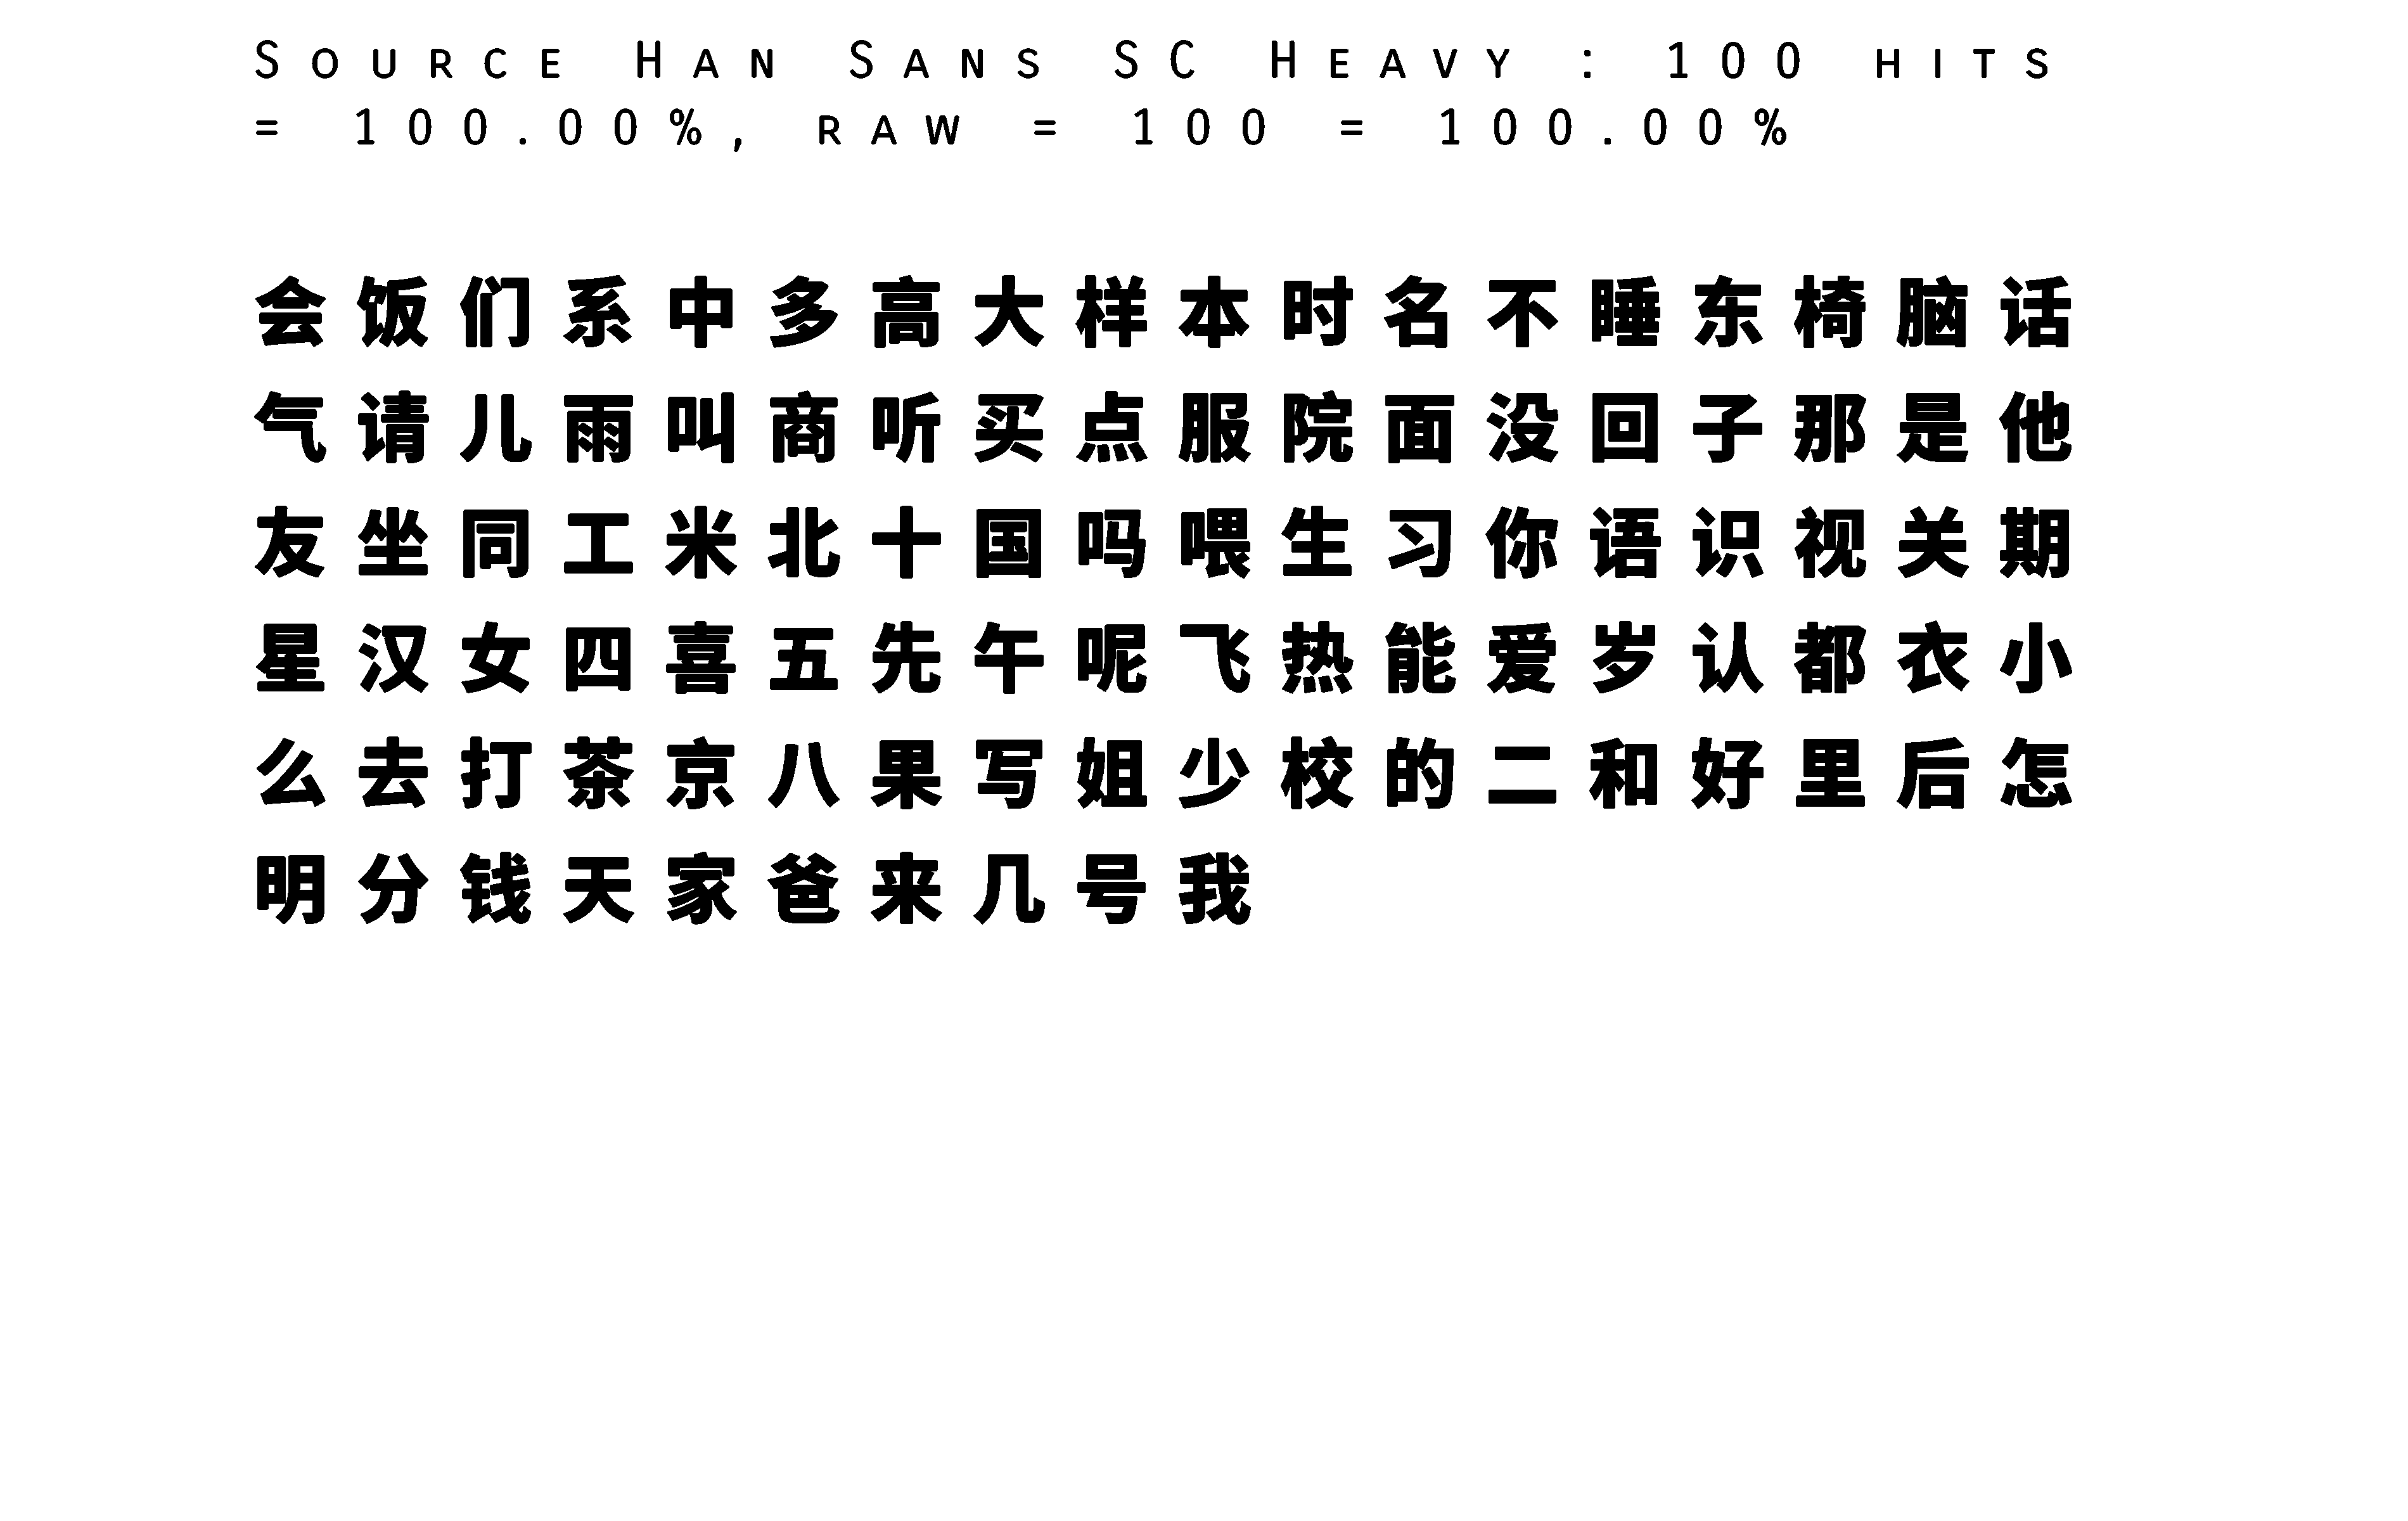 Source Han Sans SC Heavy : 100 hits
= 100.00%, raw = 100 = 100.00%
会饭们系中多高大样本时名不睡东椅脑话
气请儿雨叫商听买点服院面没回子那是他
友坐同工米北十国吗喂生习你语识视关期
星汉女四喜五先午呢飞热能爱岁认都衣小
么去打茶京八果写姐少校的二和好里后怎
明分钱天家爸来几号我